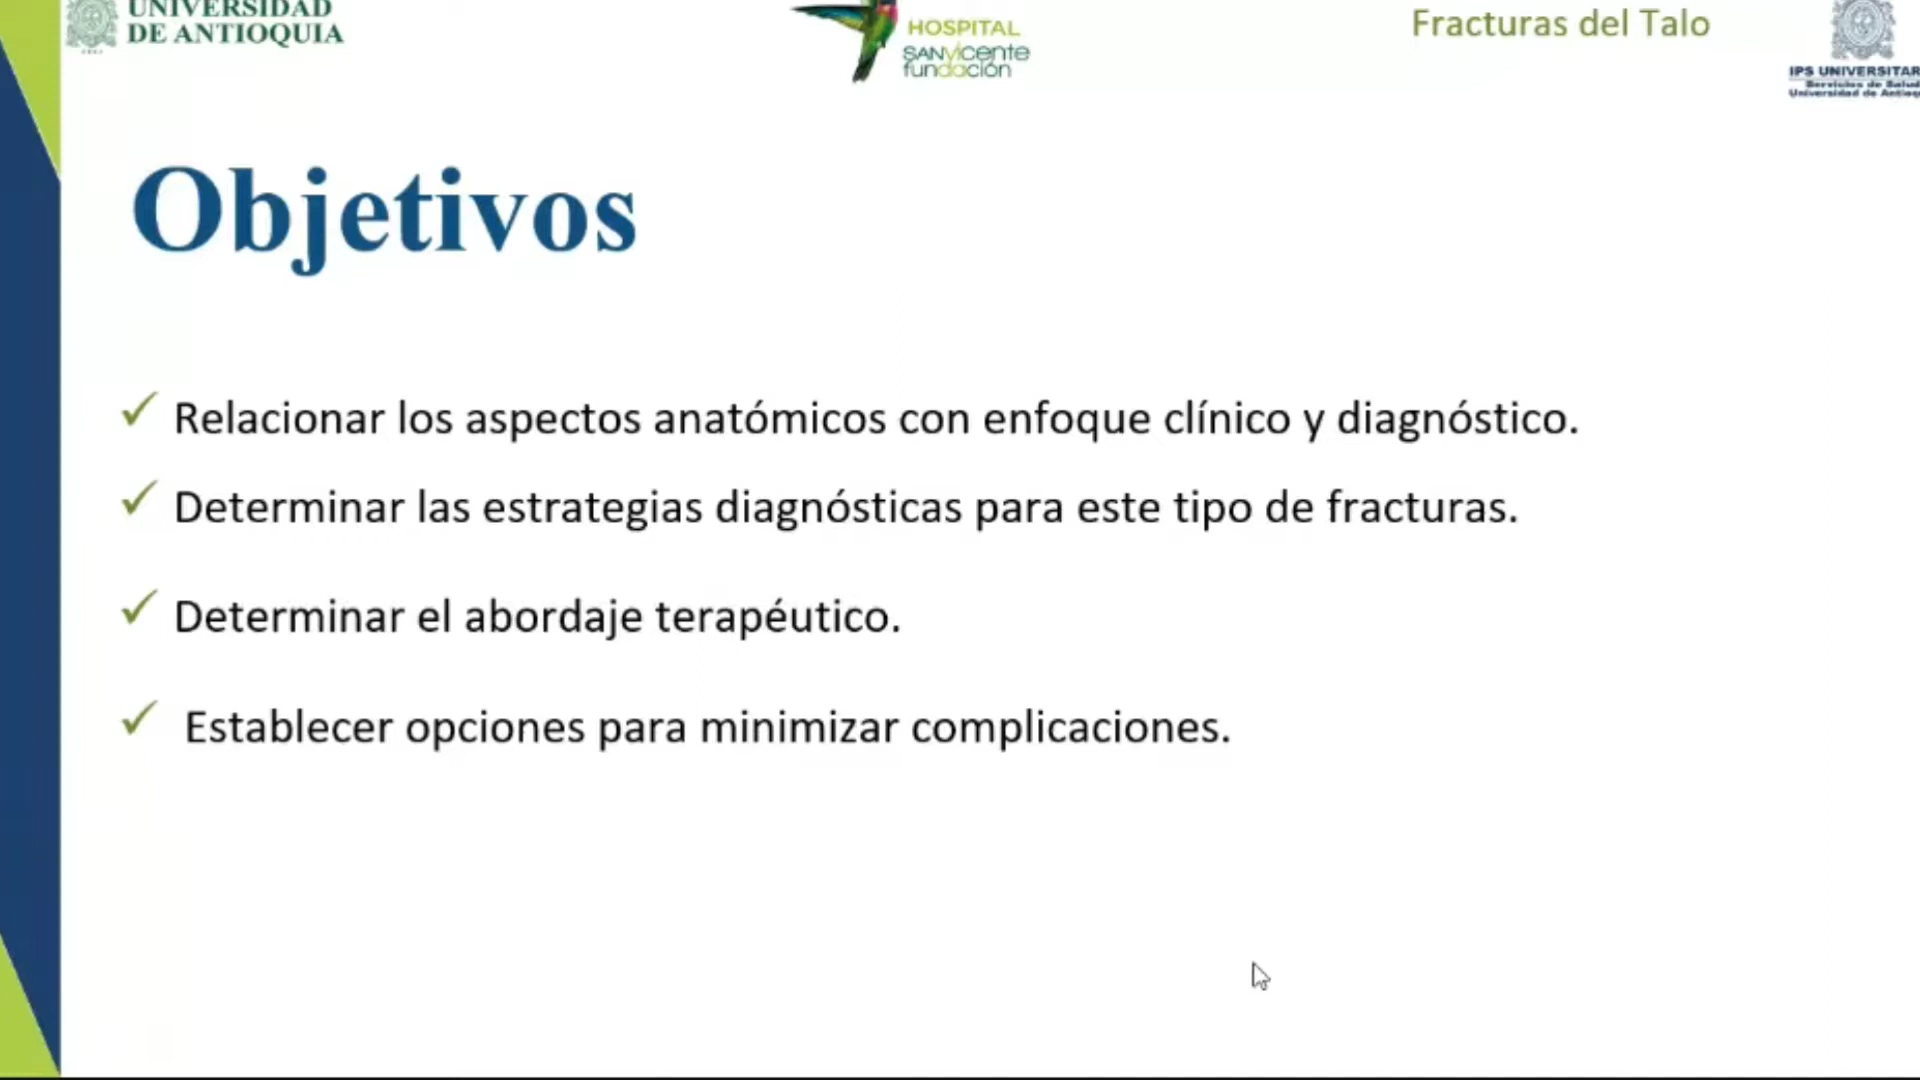 UNIVERSIDAD
DE ANTIOQUIA
HOSPITAL
SANVicente
fundación
Fracturas del Talo
IPS UNIVERSITAR
Servicios de Salud
Universidad de Antioq
Objetivos
✓ Relacionar los aspectos anatómicos con enfoque clínico y diagnóstico.
✓ Determinar las estrategias diagnósticas para este tipo de fracturas.
✓ Determinar el abordaje terapéutico.
✓ Establecer opciones para minimizar complicaciones.